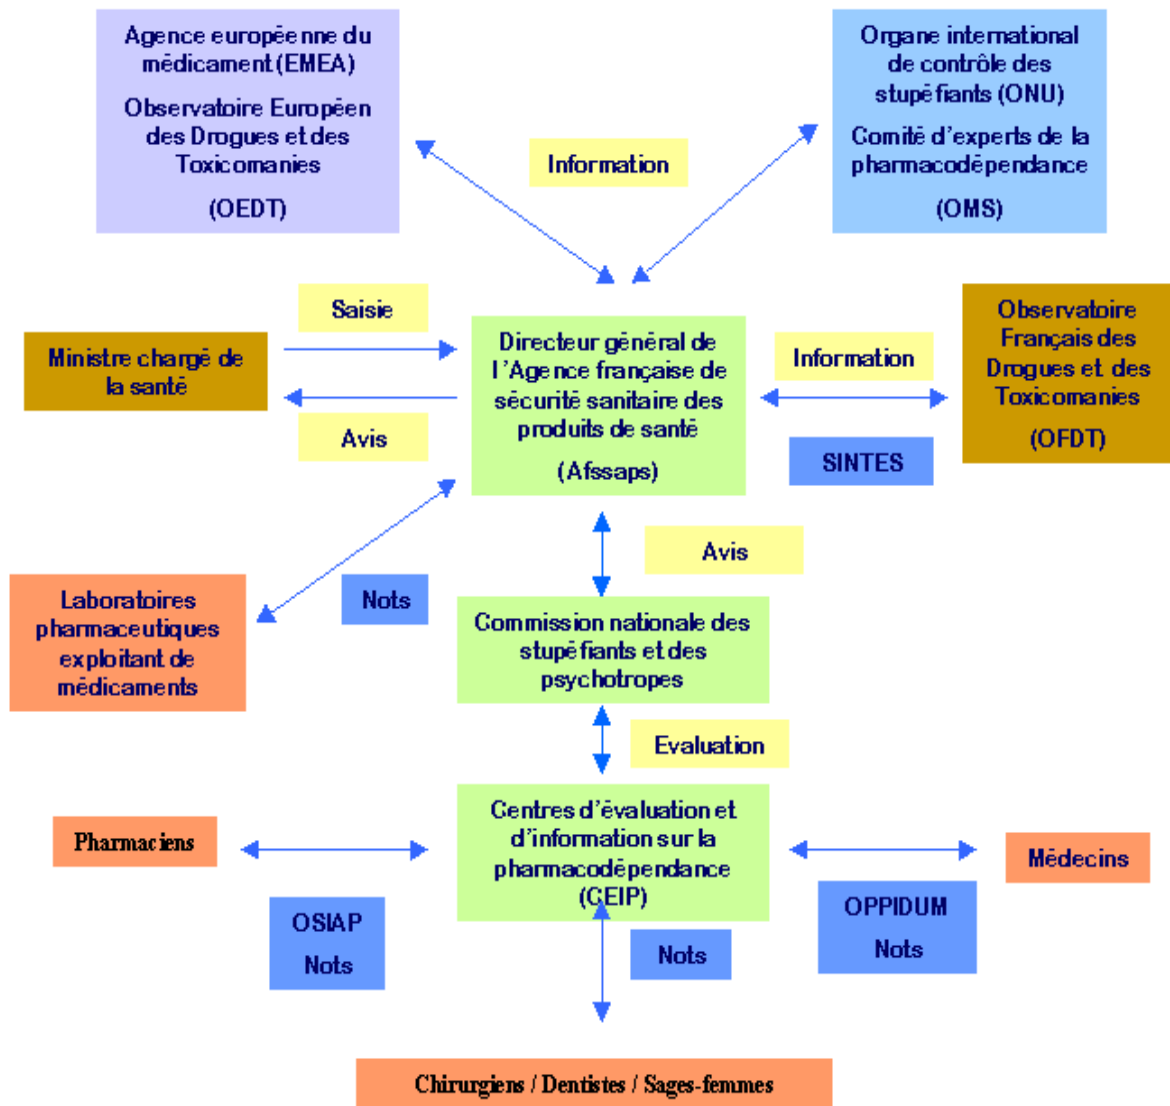 Agence européenne du
médicament (EMEA)
Observatoire Européen
des Drogues et des
Toxicomanies
(OEDT)
Information
Organe international
de contrôle des
stupéfiants (ONU)
Comité d'experts de la
pharmacodépendance
(OMS)
Saisie
Ministre chargé de
la santé
Avis
Directeur général de
l'Agence française de
sécurité sanitaire des
produits de santé
(Afssaps)
Information
SINTES
Observatoire
Français des
Drogues et des
Toxicomanies
(OFDT)
Avis
Laboratoires
pharmaceutiques
exploitant de
médicaments
Nots
Commission nationale des
stupéfiants et des
psychotropes
Evaluation
Pharmaciens
Centres d'évaluation et
d'information sur la
pharmacodépendance
(CEIP)
Médecins
OSIAP
Nots
Nots
OPPIDUM
Nots
Chirurgiens / Dentistes / Sages-femmes